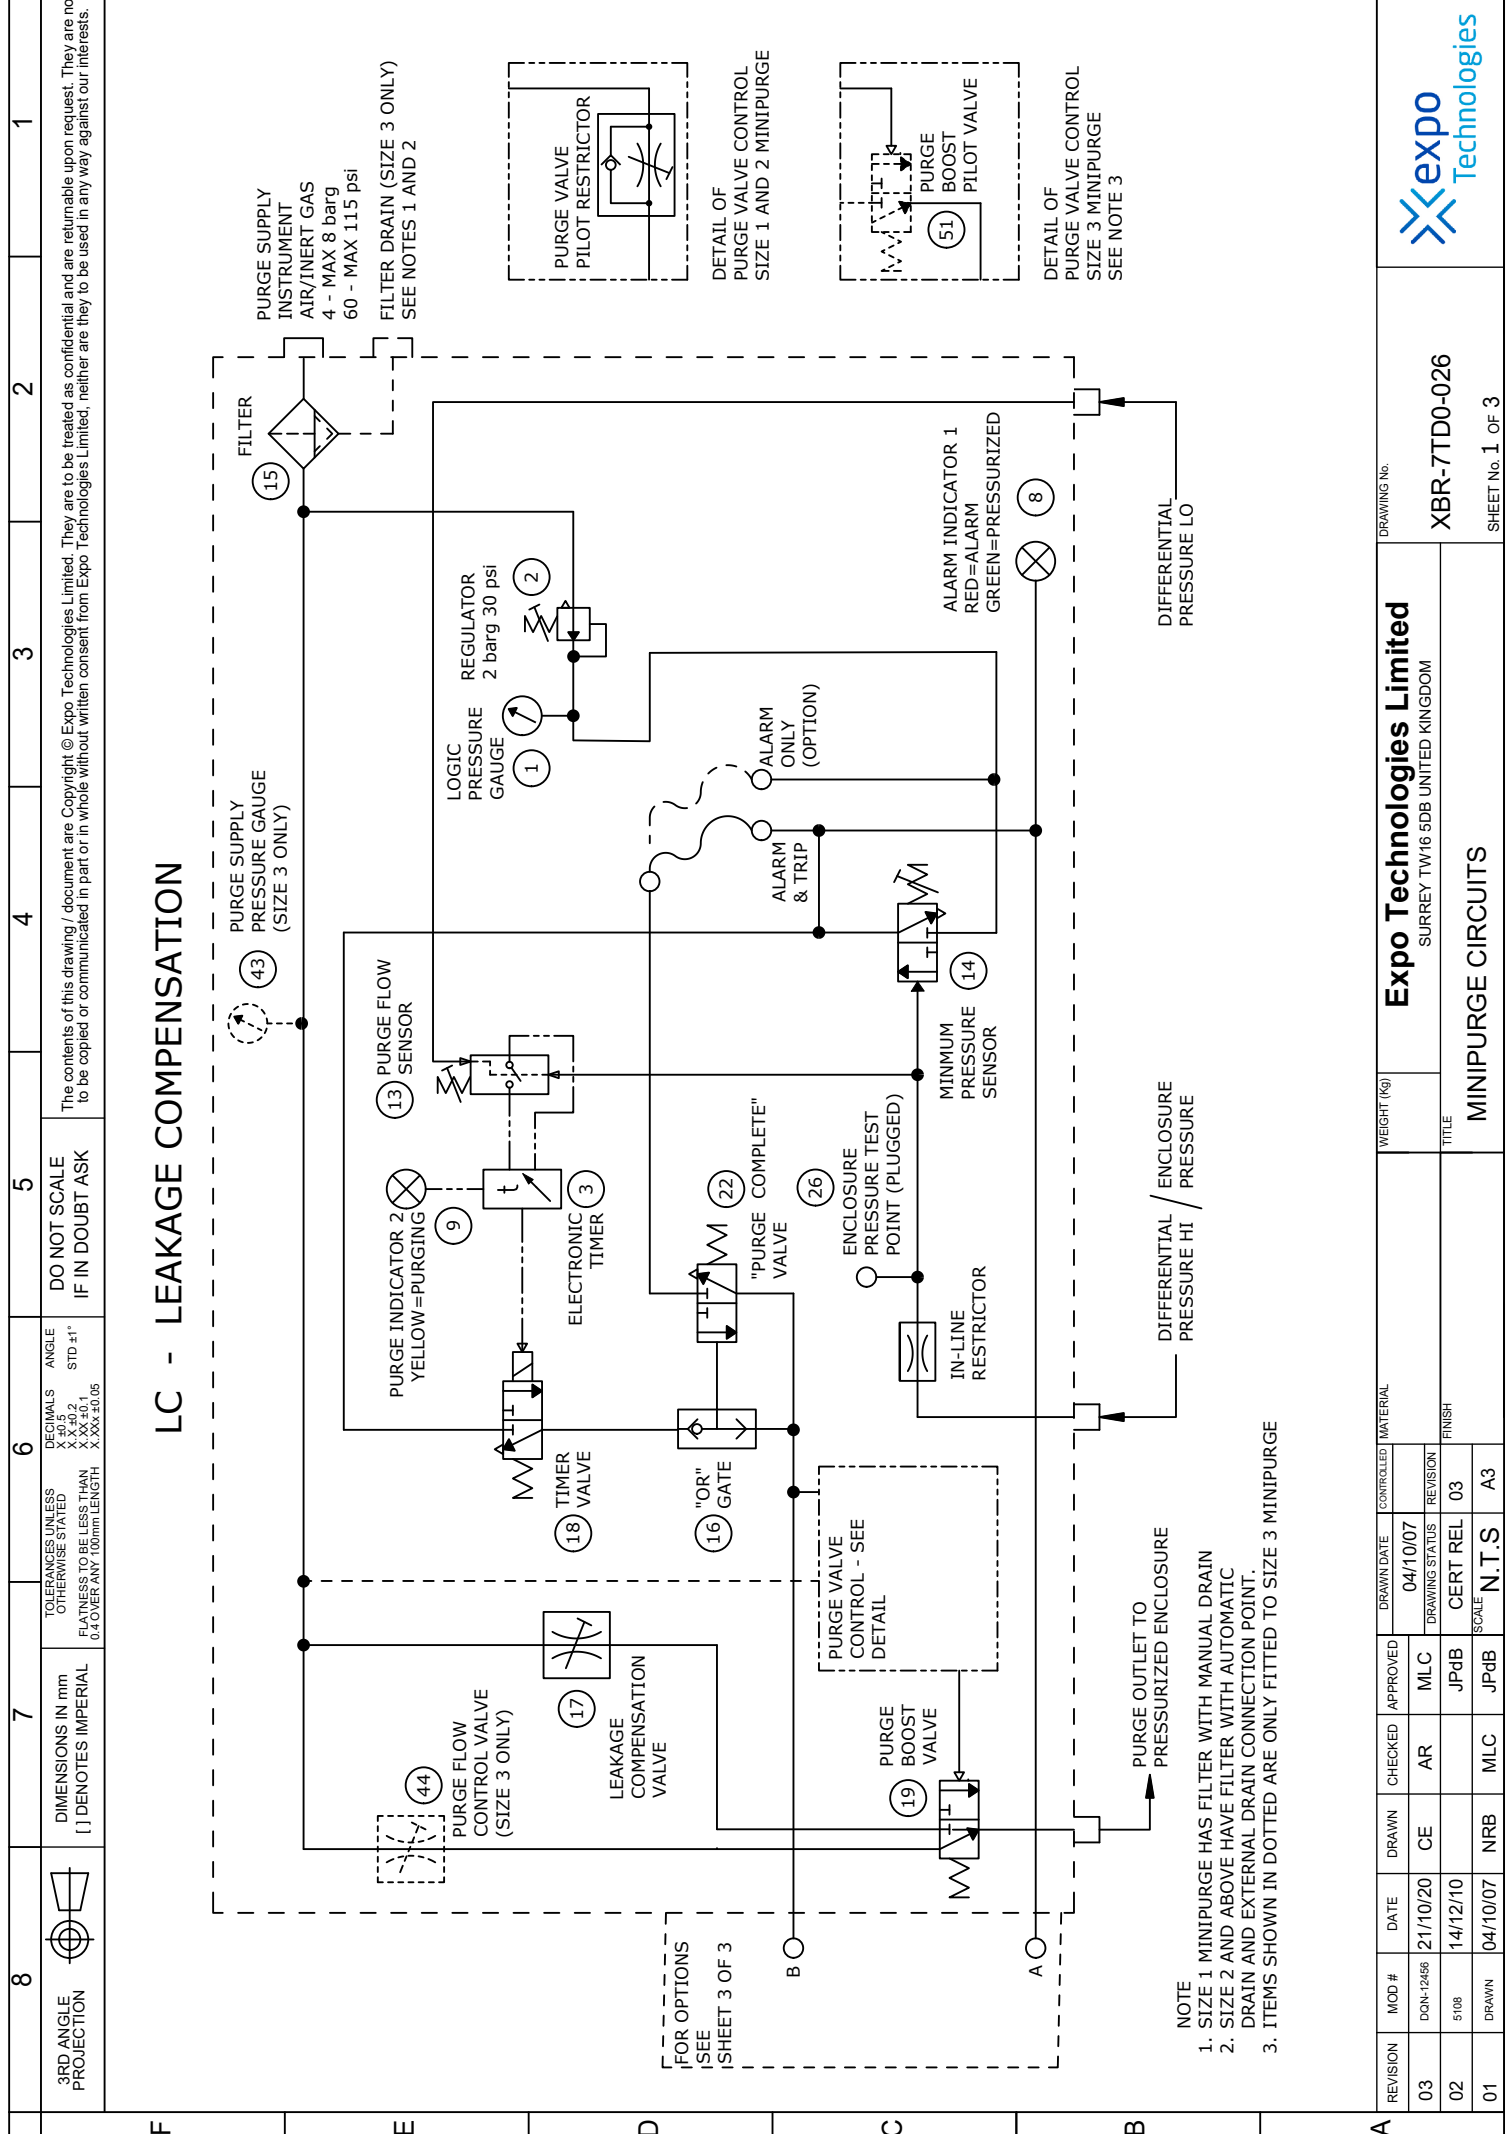 8
7
6
5
4
3
2
1
F
E
D
C
B
A
3RD ANGLE
PROJECTION
DIMENSIONS IN mm
[ ] DENOTES IMPERIAL
TOLERANCES UNLESS
OTHERWISE STATED
FLATNESS TO BE LESS THAN
0.4 OVER ANY 100mm LENGTH
DECIMALS
X ±0.5
X.X ±0.2
X.XX ±0.1
X.XXx ±0.05
ANGLE
STD ±1°
DO NOT SCALE
IF IN DOUBT ASK
The contents of this drawing / document are Copyright © Expo Technologies Limited. They are to be treated as confidential and are returnable upon request. They are no
to be copied or communicated in part or in whole without written consent from Expo Technologies Limited, neither are they to be used in any way against our interests.
LC - LEAKAGE COMPENSATION
43
PURGE SUPPLY
PRESSURE GAUGE
(SIZE 3 ONLY)
15
FILTER
PURGE SUPPLY
INSTRUMENT
AIR/INERT GAS
4 - MAX 8 barg
60 - MAX 115 psi
FILTER DRAIN (SIZE 3 ONLY)
SEE NOTES 1 AND 2
44
PURGE FLOW
CONTROL VALVE
(SIZE 3 ONLY)
17
LEAKAGE
COMPENSATION
VALVE
18
TIMER
VALVE
PURGE INDICATOR 2
YELLOW=PURGING
9
t
3
ELECTRONIC
TIMER
13
PURGE FLOW
SENSOR
LOGIC
PRESSURE
GAUGE
1
REGULATOR
2 barg 30 psi
2
PURGE VALVE
PILOT RESTRICTOR
DETAIL OF
PURGE VALVE CONTROL
SIZE 1 AND 2 MINIPURGE
16
"OR"
GATE
22
"PURGE COMPLETE"
VALVE
ALARM
& TRIP
ALARM
ONLY
(OPTION)
PURGE VALVE
CONTROL - SEE
DETAIL
19
PURGE
BOOST
VALVE
26
ENCLOSURE
PRESSURE TEST
POINT (PLUGGED)
IN-LINE
RESTRICTOR
14
MINMUM
PRESSURE
SENSOR
ALARM INDICATOR 1
RED=ALARM
GREEN=PRESSURIZED
8
51
PURGE
BOOST
PILOT VALVE
DETAIL OF
PURGE VALVE CONTROL
SIZE 3 MINIPURGE
SEE NOTE 3
FOR OPTIONS
SEE
SHEET 3 OF 3
B
A
PURGE OUTLET TO
PRESSURIZED ENCLOSURE
DIFFERENTIAL / ENCLOSURE
PRESSURE HI / PRESSURE
DIFFERENTIAL
PRESSURE LO
NOTE
1. SIZE 1 MINIPURGE HAS FILTER WITH MANUAL DRAIN
2. SIZE 2 AND ABOVE HAVE FILTER WITH AUTOMATIC
DRAIN AND EXTERNAL DRAIN CONNECTION POINT.
3. ITEMS SHOWN IN DOTTED ARE ONLY FITTED TO SIZE 3 MINIPURGE
REVISION MOD # DATE DRAWN CHECKED APPROVED
03 DQN-12456 21/10/20 CE AR MLC
02 5108 14/12/10 JPdB
01 DRAWN 04/10/07 NRB MLC JPdB
DRAWN DATE
04/10/07
CONTROLLED
DRAWING STATUS
CERT REL
REVISION
03
SCALE
N.T.S
A3
MATERIAL
FINISH
WEIGHT (Kg)
Expo Technologies Limited
SURREY TW16 5DB UNITED KINGDOM
TITLE
MINIPURGE CIRCUITS
DRAWING No.
XBR-7TD0-026
SHEET No. 1 OF 3
expo
Technologies